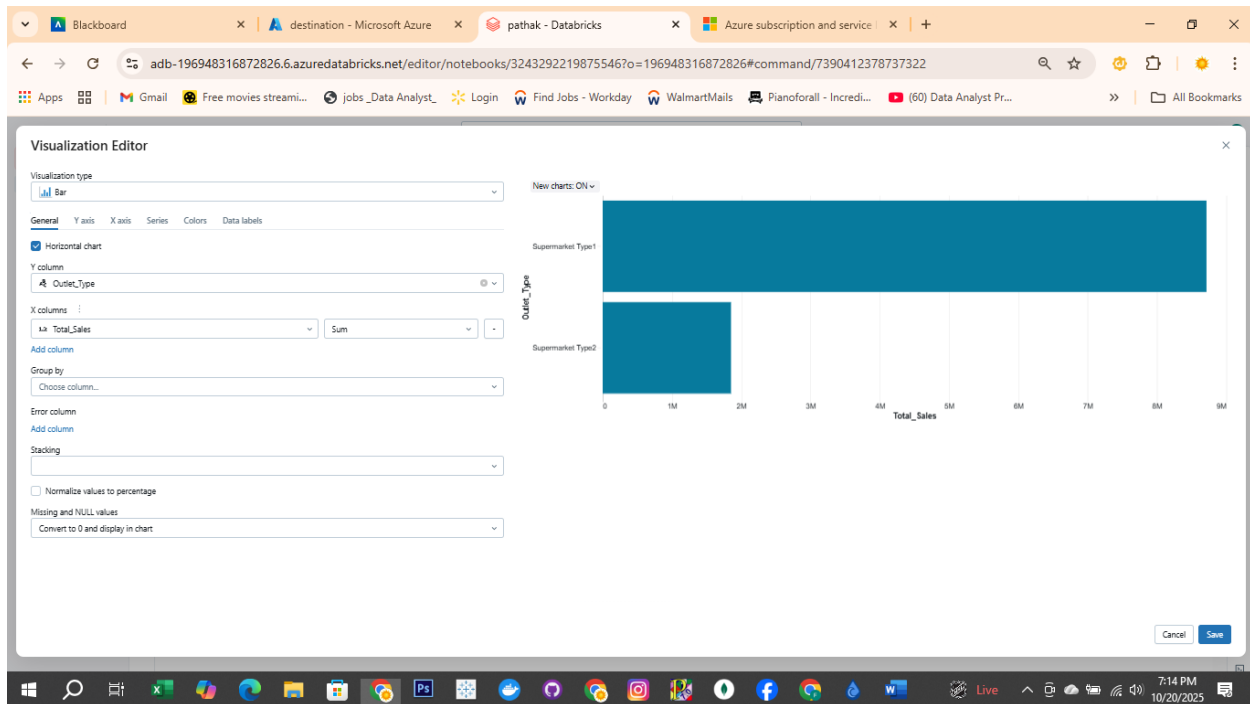 Blackboard
destination - Microsoft Azure
pathak - Databricks
Azure subscription and service
adb-196948316872826.6.azuredatabricks.net/editor/notebooks/3243292219875546?o=196948316872826#command/7390412378737322
Apps
Gmail
Free movies streami...
jobs _Data Analyst_
Login
Find Jobs - Workday
WalmartMails
Pianoforall - Incredi...
(60) Data Analyst Pr...
All Bookmarks
Visualization Editor
Visualization type
Bar
General Y axis X axis Series Colors Data labels
Horizontal chart
Y column
Outlet_Type
X columns
1.2 Total_Sales
Sum
Add column
Group by
Choose column...
Error column
Add column
Stacking
Normalize values to percentage
Missing and NULL values
Convert to 0 and display in chart
New charts: ON
Supermarket Type1
Outlet_Type
Supermarket Type2
0 1M 2M 3M 4M 5M 6M 7M 8M 9M
Total_Sales
Cancel
Save
Ps
Live
7:14 PM
10/20/2025